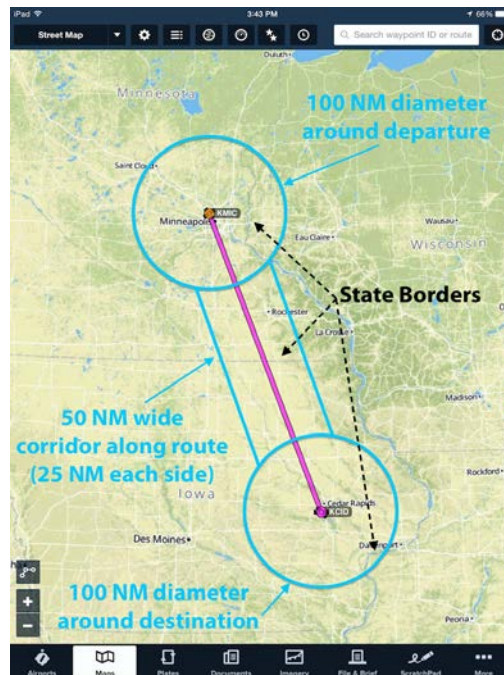 iPad
3:43 PM
66%
Street Map
Search waypoint ID or route
Duluth
Minnesota
100 NM diameter
around departure
Saint Cloud
KMIC
Minneapolis
Wausau
Eau Claire
Wisconsin
State Borders
Rochester
La Crosse
50 NM wide
corridor along route
(25 NM each side)
Madison
Rockford
Iowa
Cedar Rapids
KCID
Des Moines
Davenport
100 NM diameter
around destination
Peoria
Airports
Maps
Plates
Documents
Imagery
File & Brief
ScratchPad
More